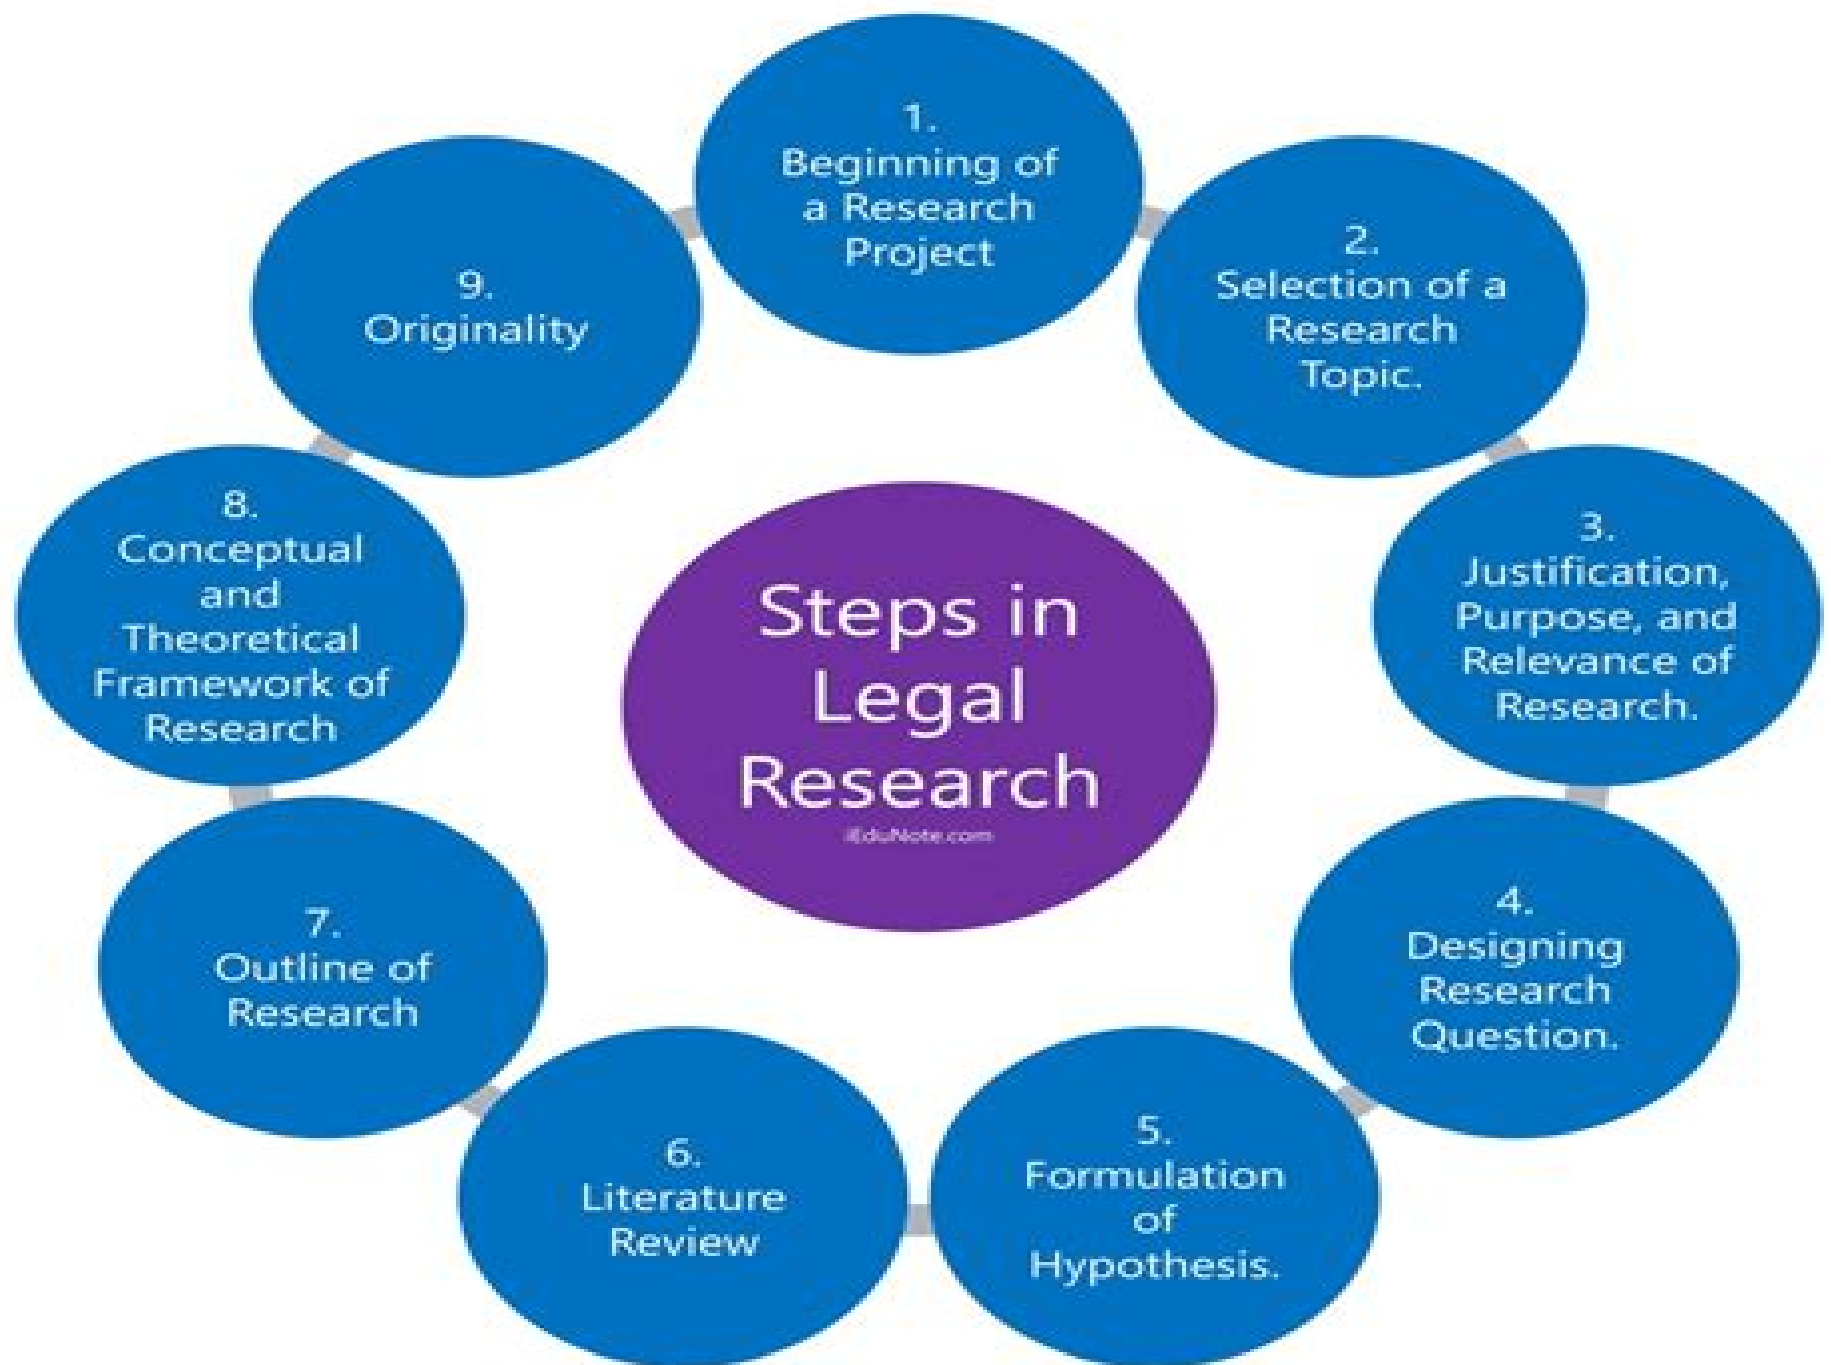 1.
Beginning of
a Research
Project
2.
Selection of a
Research
Topic.
3.
Justification,
Purpose, and
Relevance of
Research.
4.
Designing
Research
Question.
5.
Formulation
of
Hypothesis.
6.
Literature
Review
7.
Outline of
Research
8.
Conceptual
and
Theoretical
Framework of
Research
9.
Originality
Steps in
Legal
Research
iEduNote.com